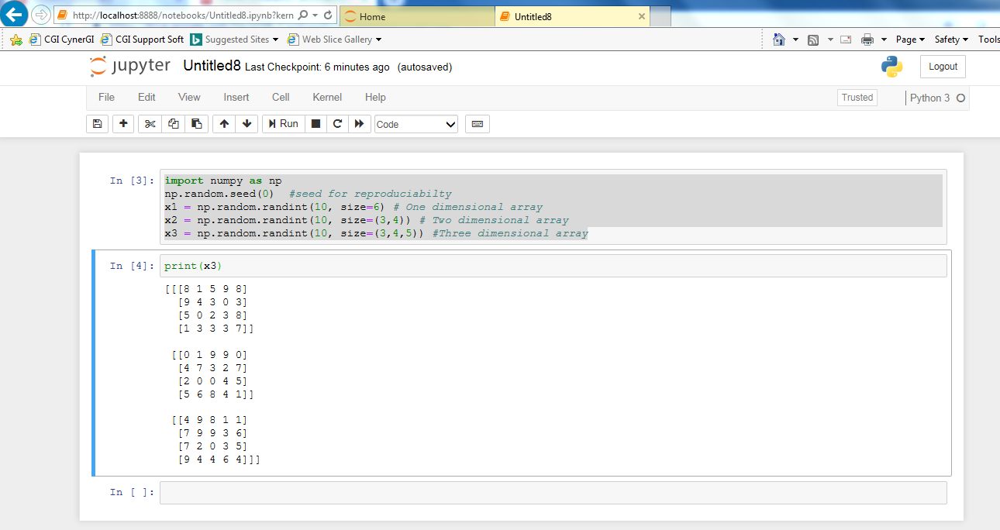 http://localhost:8888/notebooks/Untitled8.ipynb?kern
Home
Untitled8
CGI CynerGI
CGI Support Soft
Suggested Sites
Web Slice Gallery
Page
Safety
Tools
jupyter
Untitled8 Last Checkpoint: 6 minutes ago (autosaved)
Logout
File Edit View Insert Cell Kernel Help
Trusted
Python 3
Run
Code
In [3]: import numpy as np
np.random.seed(0)  #seed for reproduciabilty
x1 = np.random.randint(10, size=6) # One dimensional array
x2 = np.random.randint(10, size=(3,4)) # Two dimensional array
x3 = np.random.randint(10, size=(3,4,5)) #Three dimensional array
In [4]: print(x3)
[[[8 1 5 9 8]
[9 4 3 0 3]
[5 0 2 3 8]
[1 3 3 3 7]]
[[0 1 9 9 0]
[4 7 3 2 7]
[2 0 0 4 5]
[5 6 8 4 1]]
[[4 9 8 1 1]
[7 9 9 3 6]
[7 2 0 3 5]
[9 4 4 6 4]]]
In [ ]: